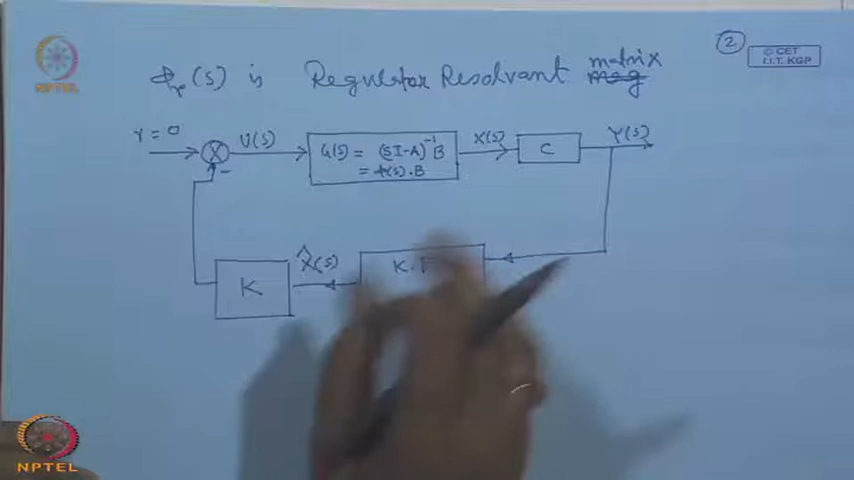 ②
© CET
I.I.T. KGP
NPTEL
Φr(S) is Regulator Resolvant matrix
r = 0
U(S)
G(S) = (SI-A)⁻¹B
= Φ(S).B
X(S)
C
Y(S)
-
K
X̂(S)
K.F
NPTEL